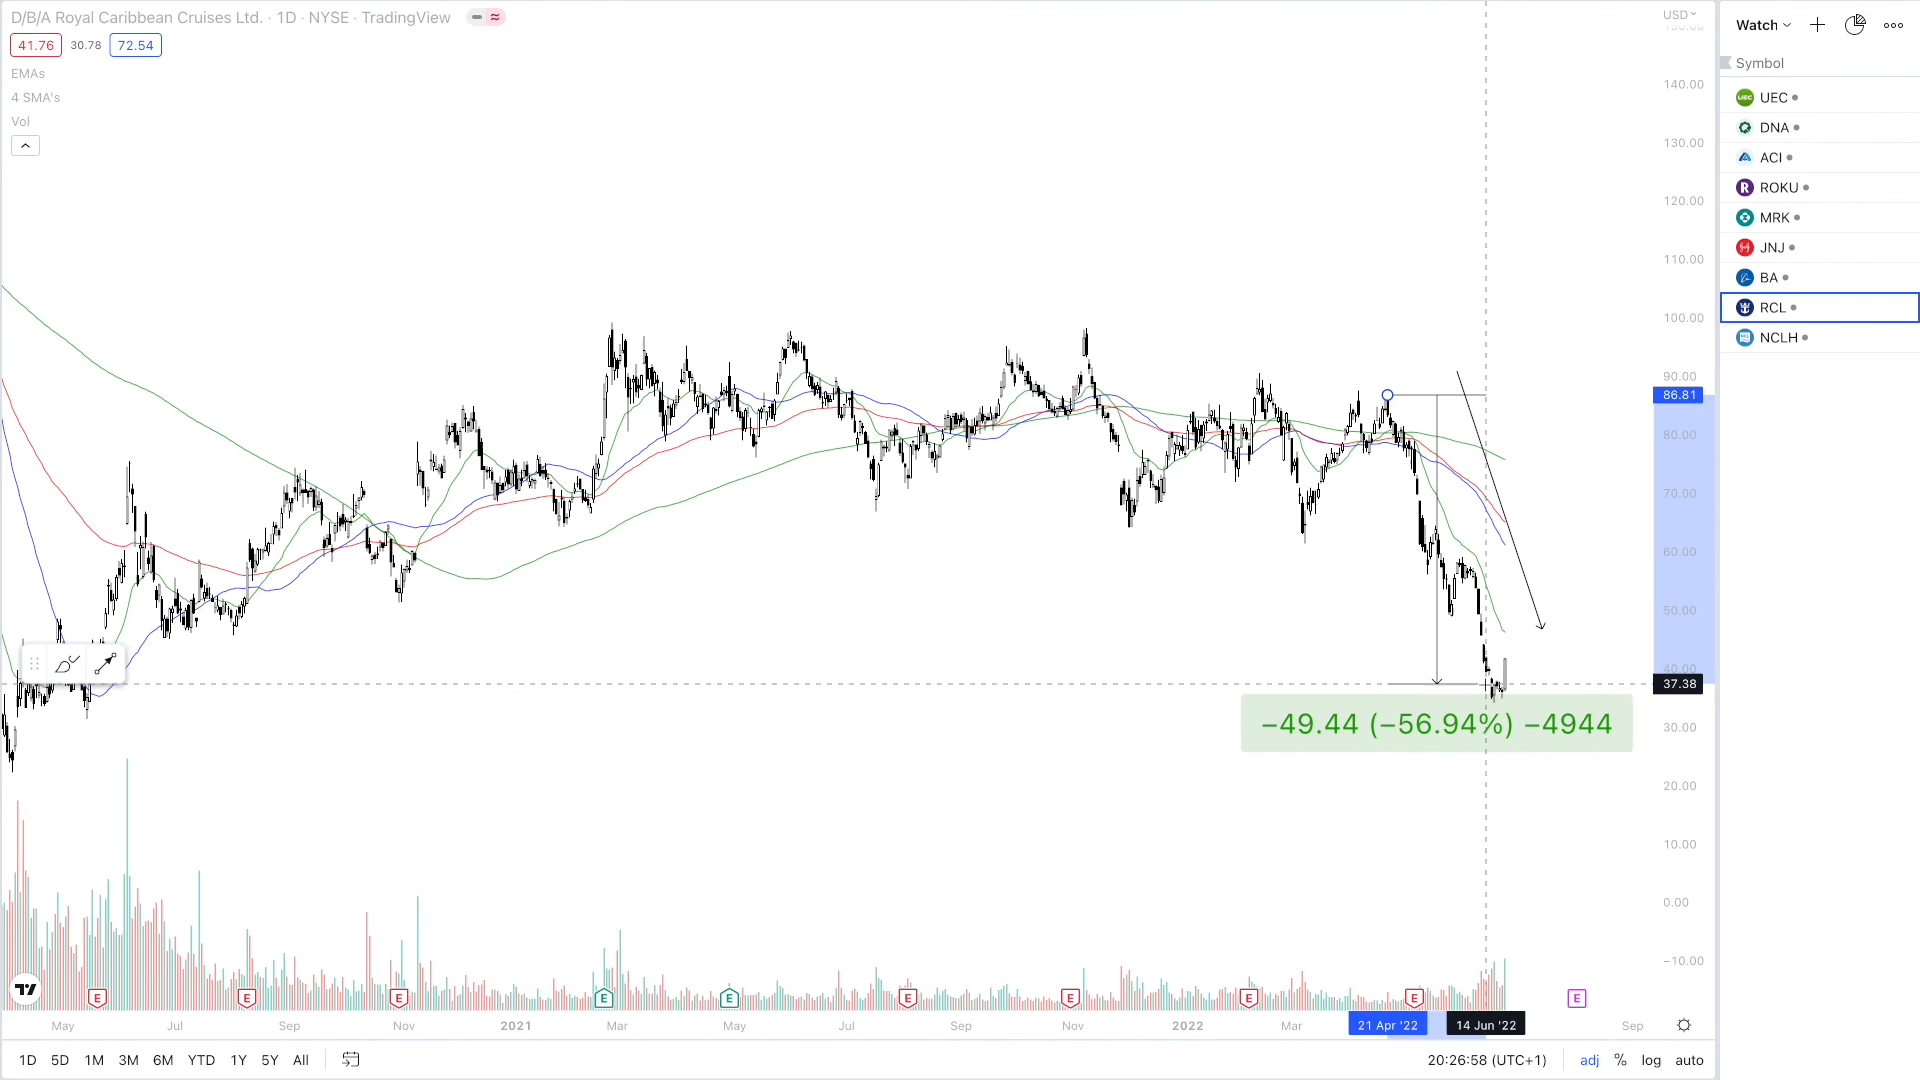 D/B/A Royal Caribbean Cruises Ltd. · 1D · NYSE · TradingView
41.76 30.78 72.54
EMAs
4 SMA's
Vol
USD
150.00
140.00
130.00
120.00
110.00
100.00
90.00
86.81
80.00
70.00
60.00
50.00
40.00
37.38
30.00
20.00
10.00
0.00
−10.00
−49.44 (−56.94%) −4944
E E E E E E E E E E
May Jul Sep Nov 2021 Mar May Jul Sep Nov 2022 Mar 21 Apr '22 14 Jun '22 Sep
1D 5D 1M 3M 6M YTD 1Y 5Y All
20:26:58 (UTC+1) adj % log auto
Watch
Symbol
UEC UEC
DNA
ACI
R ROKU
MRK
JNJ
BA
RCL
NCLH